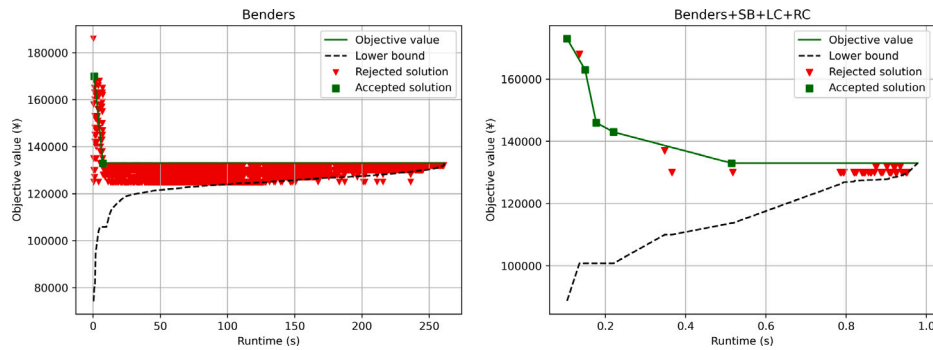 Benders
Objective value (¥)
180000
160000
140000
120000
100000
80000
Objective value
Lower bound
Rejected solution
Accepted solution
0
50
100
150
200
250
Runtime (s)
Benders+SB+LC+RC
Objective value (¥)
160000
140000
120000
100000
Objective value
Lower bound
Rejected solution
Accepted solution
0.2
0.4
0.6
0.8
1.0
Runtime (s)